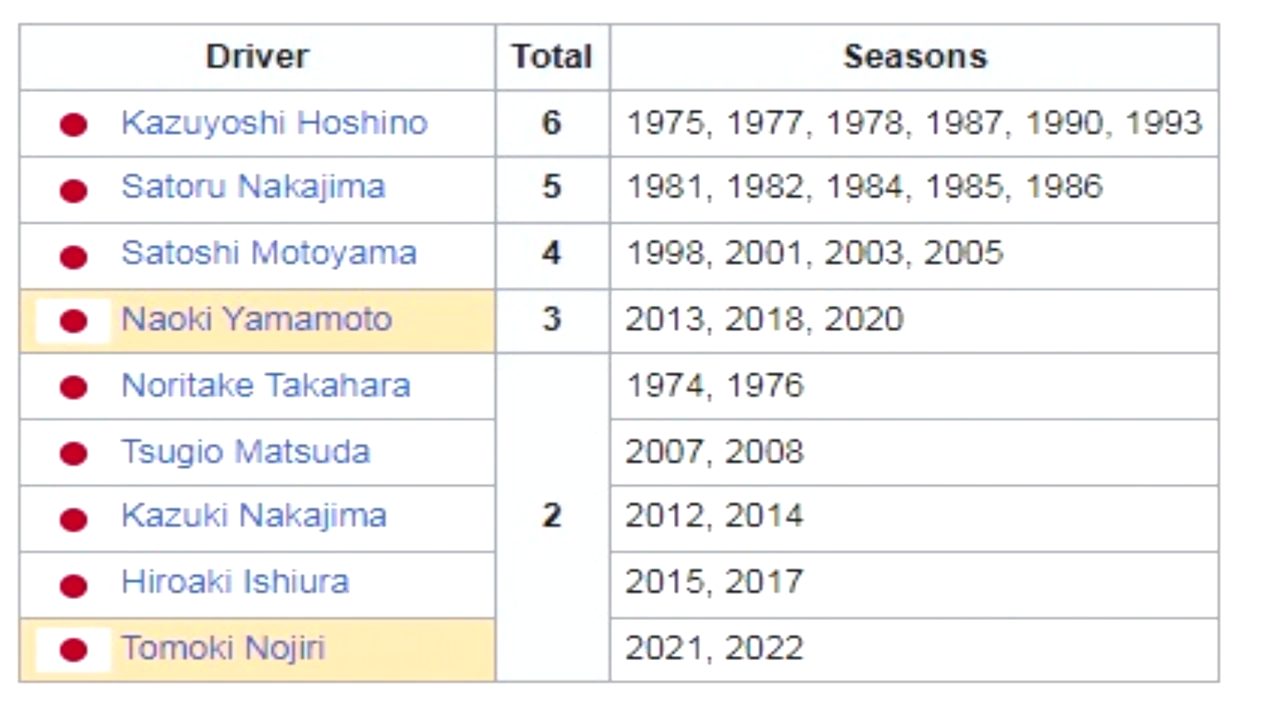 Driver Total Seasons
Kazuyoshi Hoshino 6 1975, 1977, 1978, 1987, 1990, 1993
Satoru Nakajima 5 1981, 1982, 1984, 1985, 1986
Satoshi Motoyama 4 1998, 2001, 2003, 2005
Naoki Yamamoto 3 2013, 2018, 2020
Noritake Takahara 1974, 1976
Tsugio Matsuda 2007, 2008
Kazuki Nakajima 2 2012, 2014
Hiroaki Ishiura 2015, 2017
Tomoki Nojiri 2021, 2022